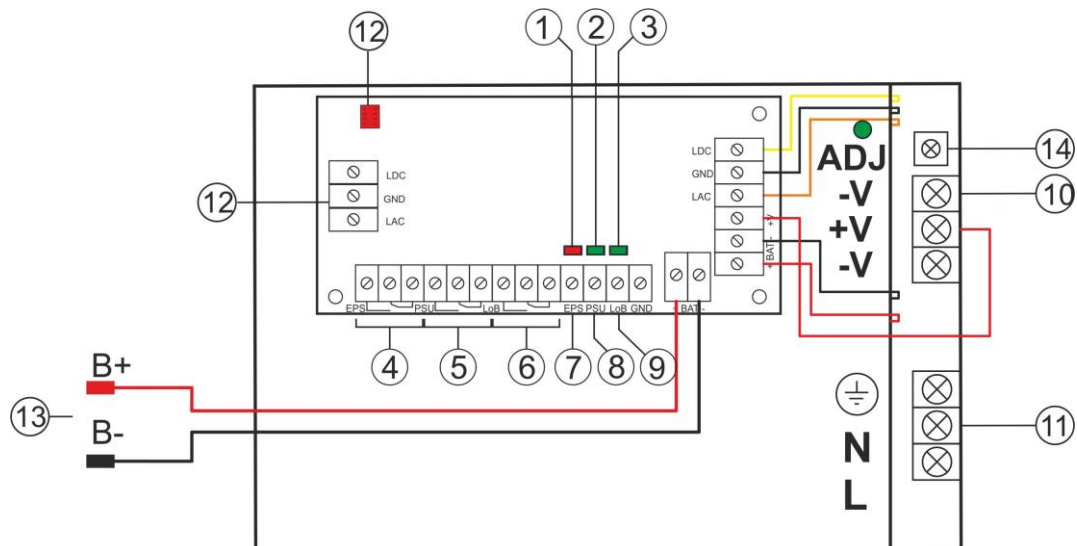 1
2
3
12
14
LDC
ADJ
GND
-V
10
LDC
LAC
12
GND
+V
+V
LAC
-V
+ BAT -
EPS
PSU
LoB
EPS
PSU
LoB
GND
+ BAT -
4
5
6
7
8
9
B+
13
B-
N
11
L